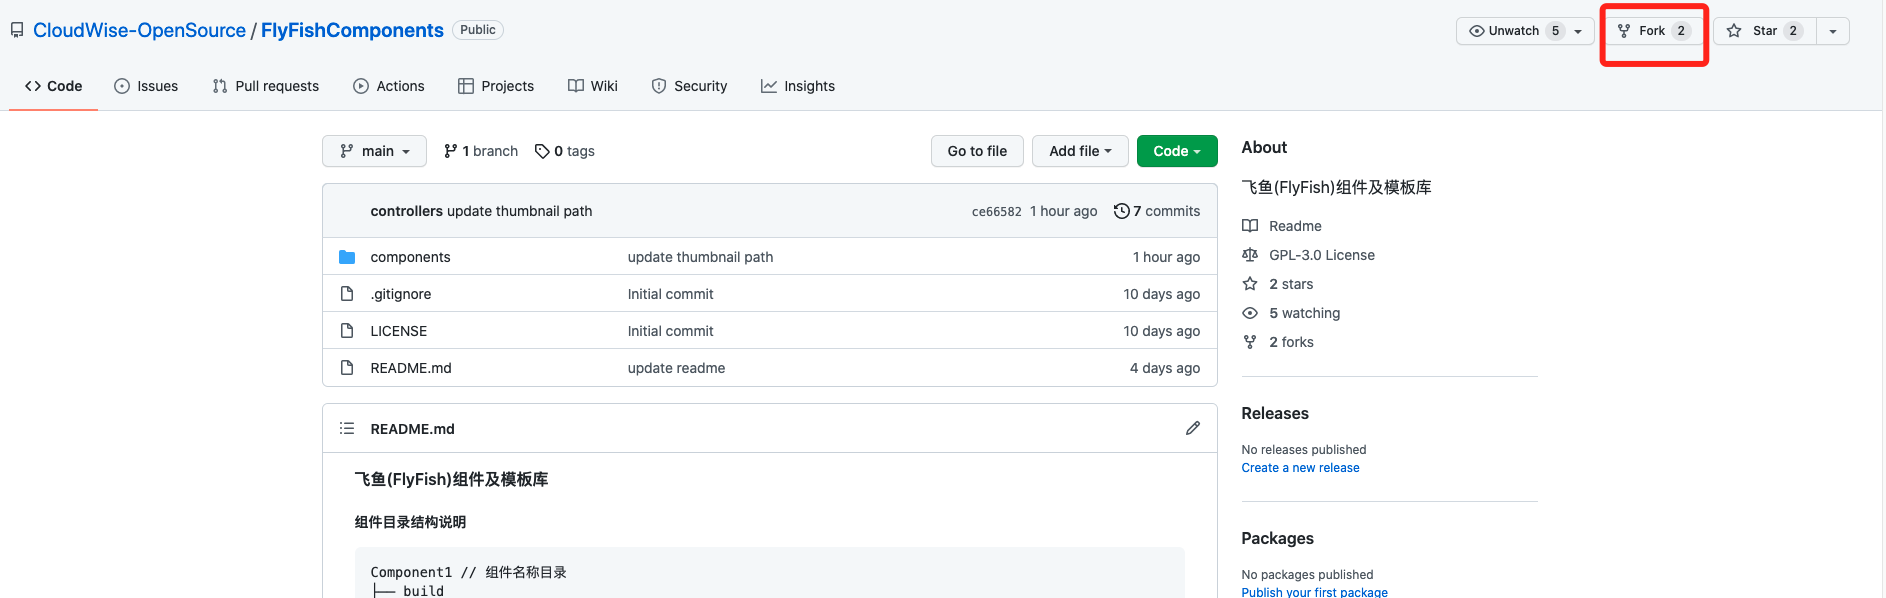 CloudWise-OpenSource / FlyFishComponents Public
Unwatch 5 Fork 2 Star 2
Code Issues Pull requests Actions Projects Wiki Security Insights
main 1 branch 0 tags Go to file Add file Code
controllers update thumbnail path ce66582 1 hour ago 7 commits
components update thumbnail path 1 hour ago
.gitignore Initial commit 10 days ago
LICENSE Initial commit 10 days ago
README.md update readme 4 days ago
README.md
飞鱼(FlyFish)组件及模板库
组件目录结构说明
Component1 // 组件名称目录
├── build
About
飞鱼(FlyFish)组件及模板库
Readme
GPL-3.0 License
2 stars
5 watching
2 forks
Releases
No releases published
Create a new release
Packages
No packages published
Publish your first package